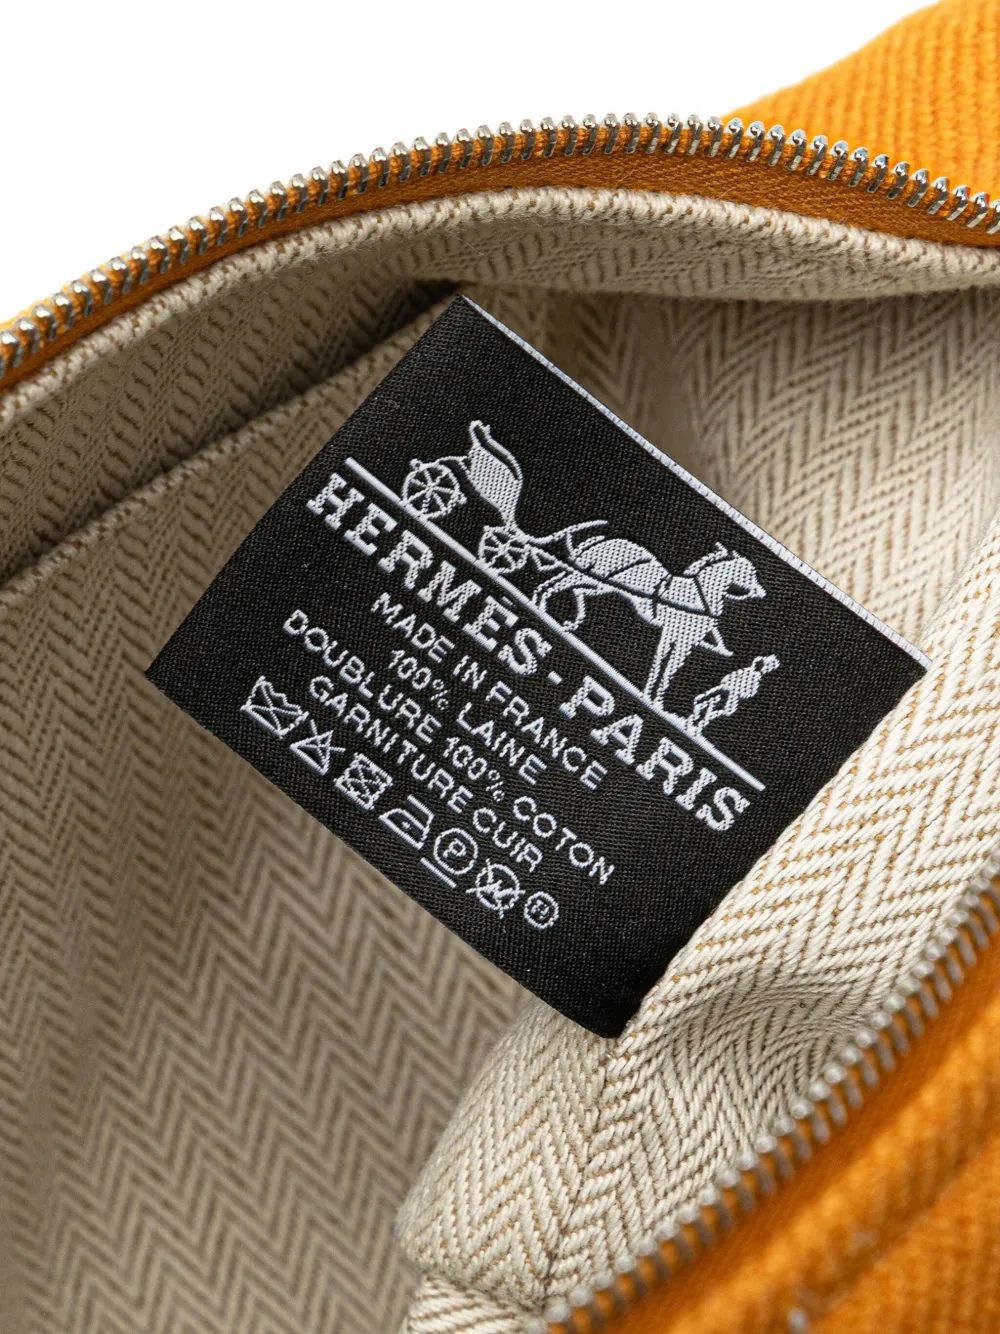 HERMÈS-PARIS
MADE IN FRANCE
100% LAINE
DOUBLURE 100% COTON
GARNITURE CUIR
P